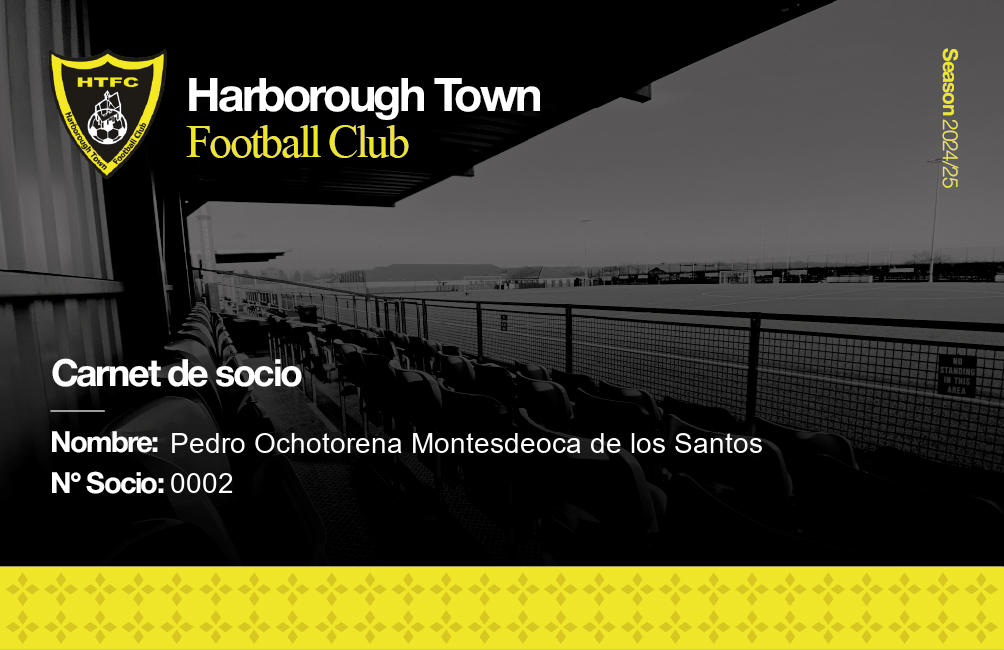 HTFC
Harborough Town
Football Club
Harborough Town
Football Club
Season 2024/25
NO
STANDING
IN THIS
AREA
Carnet de socio
Nombre: Pedro Ochotorena Montesdeoca de los Santos
N° Socio: 0002